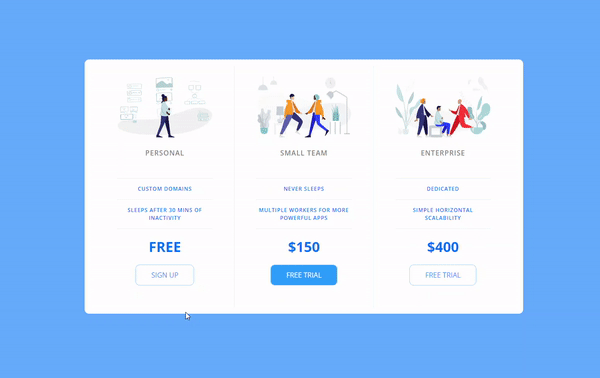 PERSONAL
CUSTOM DOMAINS
SLEEPS AFTER 30 MINS OF
INACTIVITY
FREE
SIGN UP
SMALL TEAM
NEVER SLEEPS
MULTIPLE WORKERS FOR MORE
POWERFUL APPS
$150
FREE TRIAL
ENTERPRISE
DEDICATED
SIMPLE HORIZONTAL
SCALABILITY
$400
FREE TRIAL